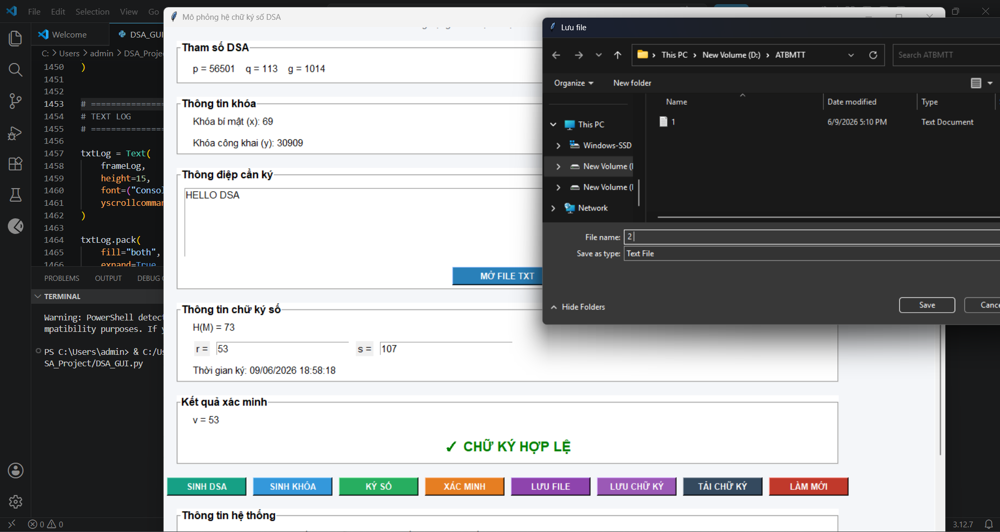 File Edit Selection View Go
Welcome
DSA_GUI
C: > Users > admin > DSA_Proje
1450 )
1451
1452
1453 # ===============
1454 # TEXT LOG
1455 # ===============
1456
1457 txtLog = Text(
1458 frameLog,
1459 height=15,
1460 font=("Consol
1461 yscrollcomman
1462 )
1463
1464 txtLog.pack(
1465 fill="both",
1466 expand=True
PROBLEMS OUTPUT DEBUG C
TERMINAL
Warning: PowerShell detect
mpatibility purposes. If y
PS C:\Users\admin> & C:/Us
SA_Project/DSA_GUI.py
0 0
3.12.7
Mô phỏng hệ chữ ký số DSA
Tham số DSA
p = 56501 q = 113 g = 1014
Thông tin khóa
Khóa bí mật (x): 69
Khóa công khai (y): 30909
Thông điệp cần ký
HELLO DSA
MỞ FILE TXT
Thông tin chữ ký số
H(M) = 73
r = 53 s = 107
Thời gian ký: 09/06/2026 18:58:18
Kết quả xác minh
v = 53
✓ CHỮ KÝ HỢP LỆ
SINH DSA SINH KHÓA KÝ SỐ XÁC MINH LƯU FILE LƯU CHỮ KÝ TẢI CHỮ KÝ LÀM MỚI
Thông tin hệ thống
Lưu file
This PC > New Volume (D:) > ATBMTT
Search ATBMTT
Organize New folder
Name Date modified Type
1 6/9/2026 5:10 PM Text Document
This PC
Windows-SSD
New Volume (
New Volume (
Network
File name: 2
Save as type: Text File
Hide Folders
Save Cance